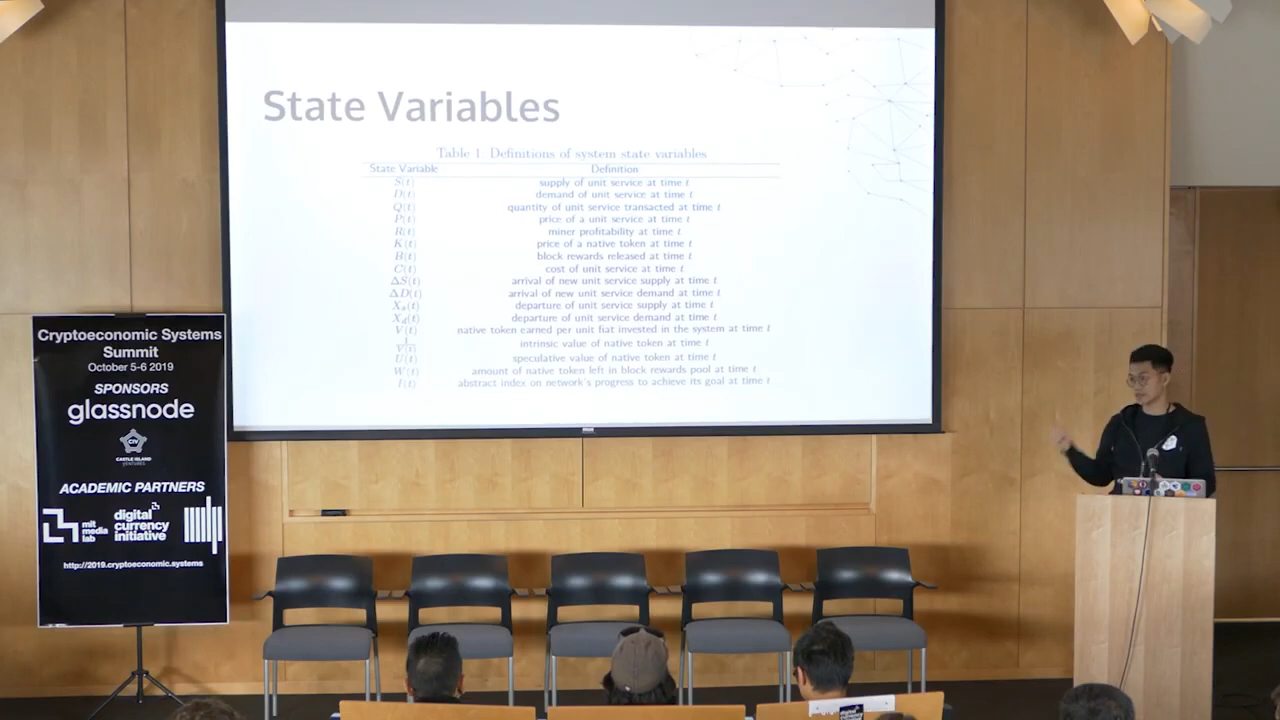 State Variables
Table 1: Definitions of system state variables
State Variable Definition
S(t) supply of unit service at time t
D(t) demand of unit service at time t
Q(t) quantity of unit service transacted at time t
P(t) price of a unit service at time t
R(t) miner profitability at time t
K(t) price of a native token at time t
B(t) block rewards released at time t
C(t) cost of unit service at time t
ΔS(t) arrival of new unit service supply at time t
ΔD(t) arrival of new unit service demand at time t
X_s(t) departure of unit service supply at time t
X_d(t) departure of unit service demand at time t
V(t) native token earned per unit fiat invested in the system at time t
1/V(t) intrinsic value of native token at time t
U(t) speculative value of native token at time t
W(t) amount of native token left in block rewards pool at time t
I(t) abstract index on network's progress to achieve its goal at time t
Cryptoeconomic Systems
Summit
October 5-6 2019
SPONSORS
glassnode
CIV
CASTLE ISLAND
VENTURES
ACADEMIC PARTNERS
mit
media
lab
digital
currency
initiative
http://2019.cryptoeconomic.systems
digital